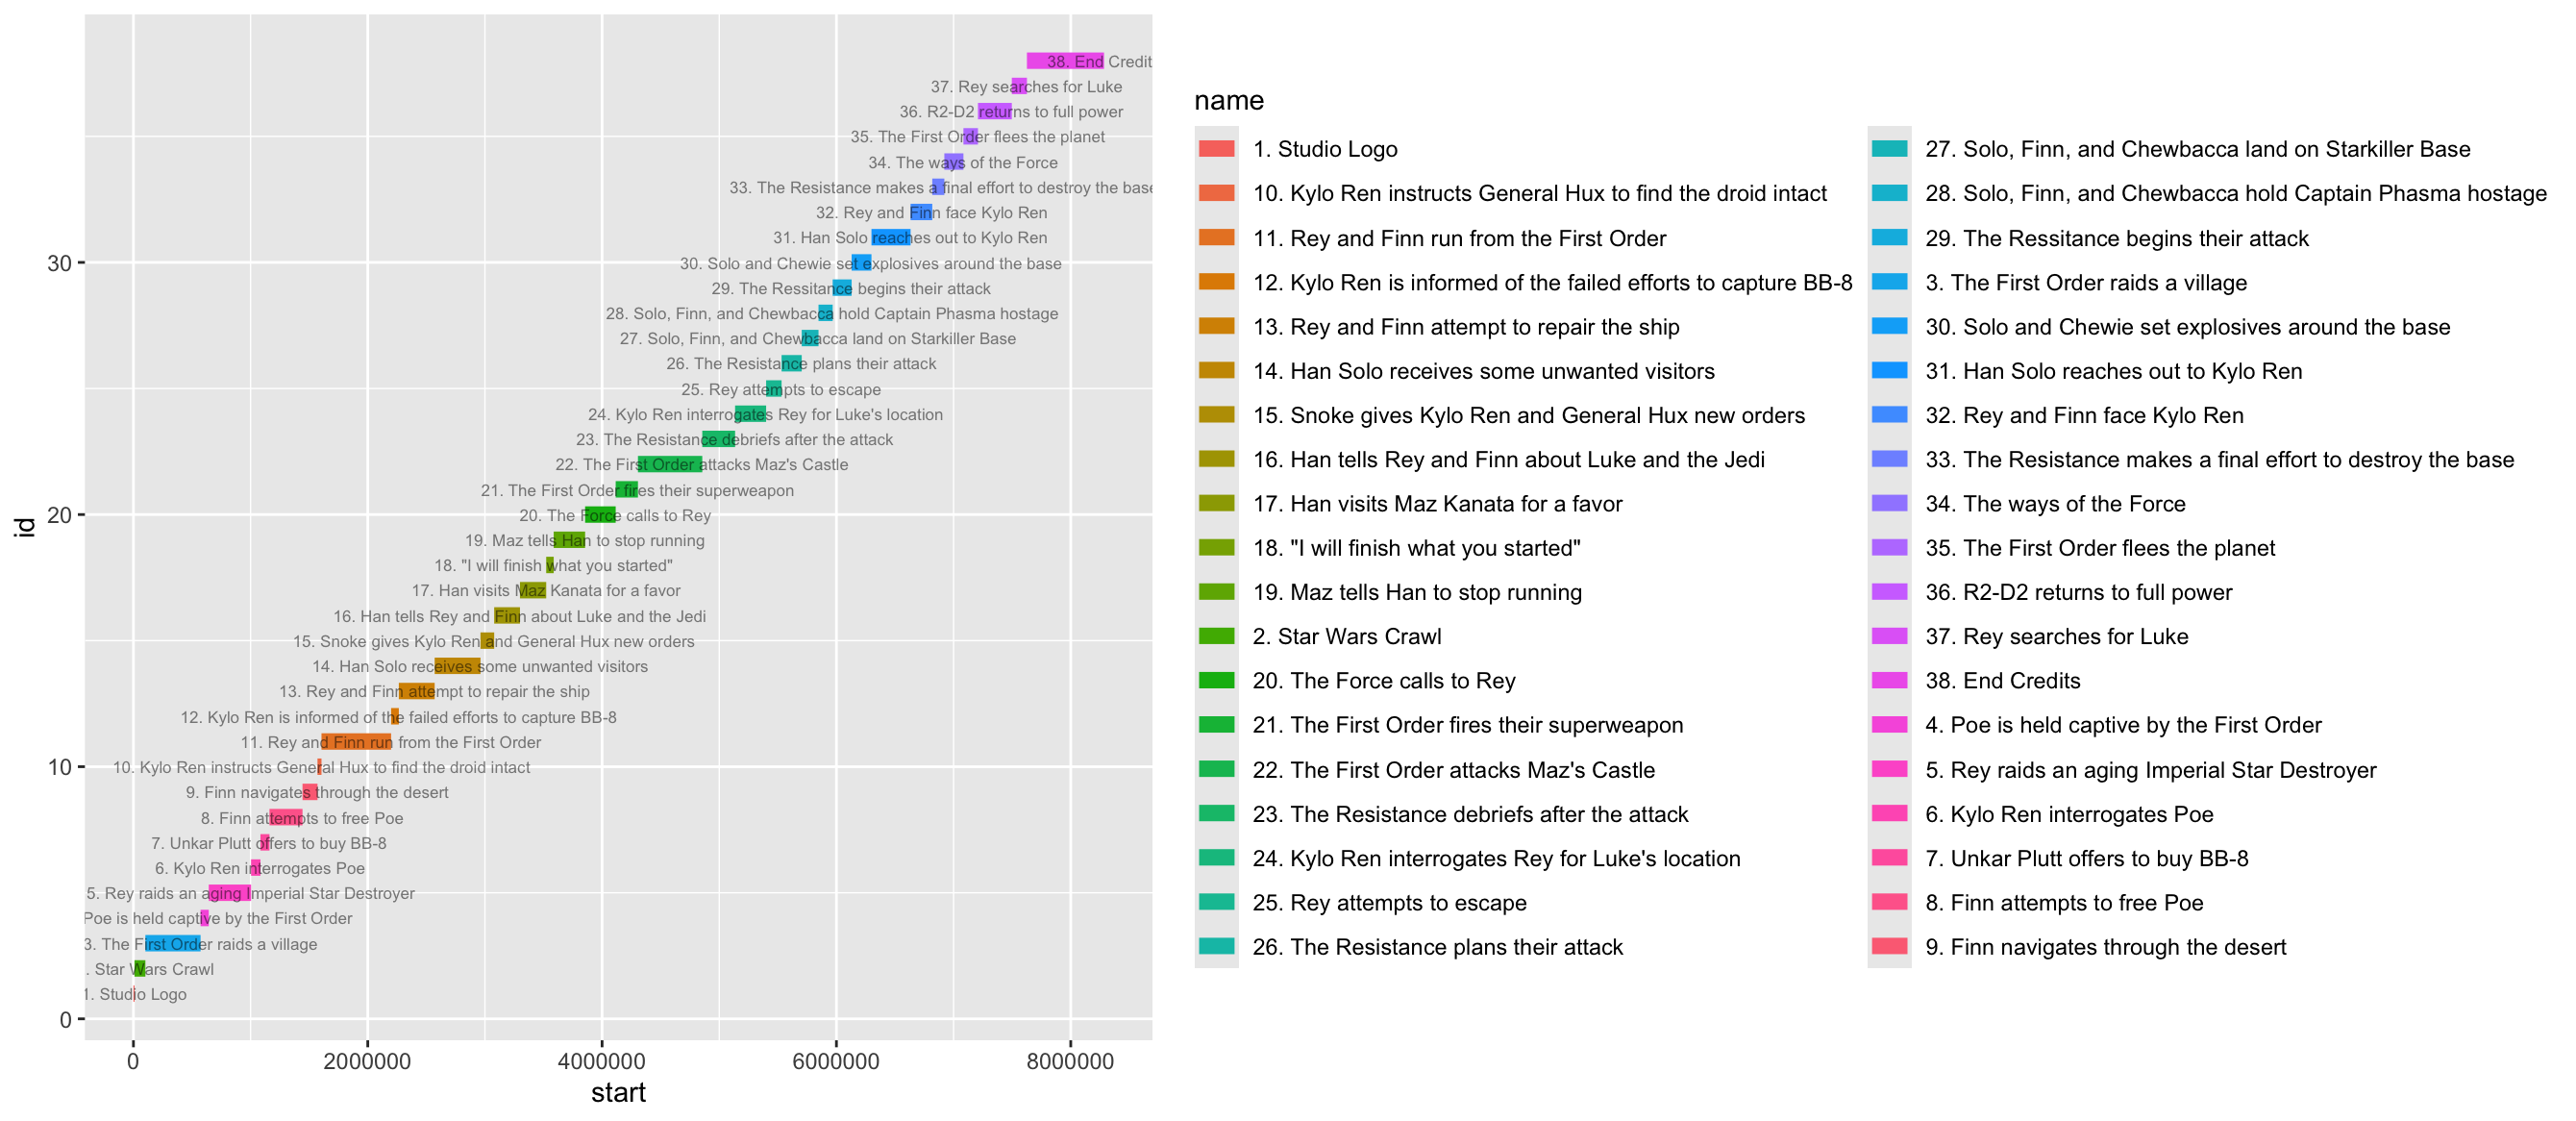 38. End Credit
37. Rey searches for Luke
36. R2-D2 returns to full power
35. The First Order flees the planet
34. The ways of the Force
33. The Resistance makes a final effort to destroy the base
32. Rey and Finn face Kylo Ren
31. Han Solo reaches out to Kylo Ren
30. Solo and Chewie set explosives around the base
29. The Ressitance begins their attack
28. Solo, Finn, and Chewbacca hold Captain Phasma hostage
27. Solo, Finn, and Chewbacca land on Starkiller Base
26. The Resistance plans their attack
25. Rey attempts to escape
24. Kylo Ren interrogates Rey for Luke's location
23. The Resistance debriefs after the attack
22. The First Order attacks Maz's Castle
21. The First Order fires their superweapon
20. The Force calls to Rey
19. Maz tells Han to stop running
18. "I will finish what you started"
17. Han visits Maz Kanata for a favor
16. Han tells Rey and Finn about Luke and the Jedi
15. Snoke gives Kylo Ren and General Hux new orders
14. Han Solo receives some unwanted visitors
13. Rey and Finn attempt to repair the ship
12. Kylo Ren is informed of the failed efforts to capture BB-8
11. Rey and Finn run from the First Order
10. Kylo Ren instructs General Hux to find the droid intact
9. Finn navigates through the desert
8. Finn attempts to free Poe
7. Unkar Plutt offers to buy BB-8
6. Kylo Ren interrogates Poe
5. Rey raids an aging Imperial Star Destroyer
Poe is held captive by the First Order
3. The First Order raids a village
. Star Wars Crawl
1. Studio Logo
30
20
10
0
id
0 2000000 4000000 6000000 8000000
start
name
1. Studio Logo
10. Kylo Ren instructs General Hux to find the droid intact
11. Rey and Finn run from the First Order
12. Kylo Ren is informed of the failed efforts to capture BB-8
13. Rey and Finn attempt to repair the ship
14. Han Solo receives some unwanted visitors
15. Snoke gives Kylo Ren and General Hux new orders
16. Han tells Rey and Finn about Luke and the Jedi
17. Han visits Maz Kanata for a favor
18. "I will finish what you started"
19. Maz tells Han to stop running
2. Star Wars Crawl
20. The Force calls to Rey
21. The First Order fires their superweapon
22. The First Order attacks Maz's Castle
23. The Resistance debriefs after the attack
24. Kylo Ren interrogates Rey for Luke's location
25. Rey attempts to escape
26. The Resistance plans their attack
27. Solo, Finn, and Chewbacca land on Starkiller Base
28. Solo, Finn, and Chewbacca hold Captain Phasma hostage
29. The Ressitance begins their attack
3. The First Order raids a village
30. Solo and Chewie set explosives around the base
31. Han Solo reaches out to Kylo Ren
32. Rey and Finn face Kylo Ren
33. The Resistance makes a final effort to destroy the base
34. The ways of the Force
35. The First Order flees the planet
36. R2-D2 returns to full power
37. Rey searches for Luke
38. End Credits
4. Poe is held captive by the First Order
5. Rey raids an aging Imperial Star Destroyer
6. Kylo Ren interrogates Poe
7. Unkar Plutt offers to buy BB-8
8. Finn attempts to free Poe
9. Finn navigates through the desert